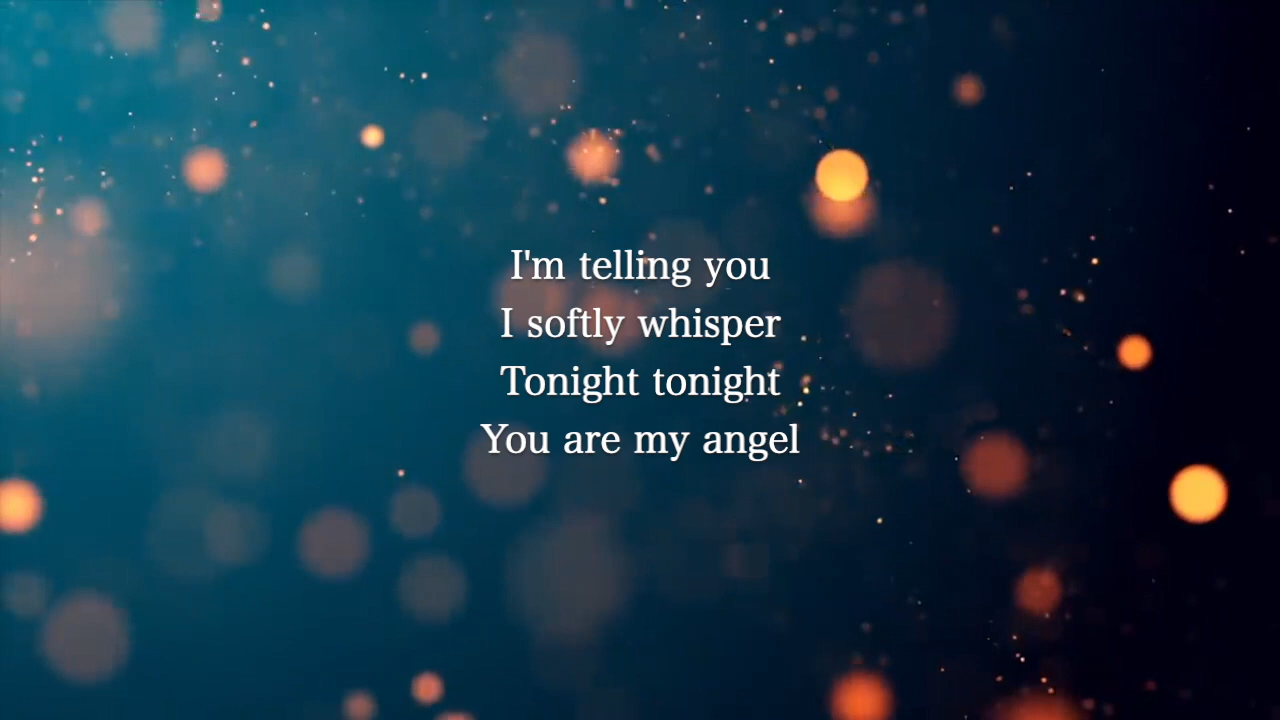 I'm telling you
I softly whisper
Tonight tonight
You are my angel